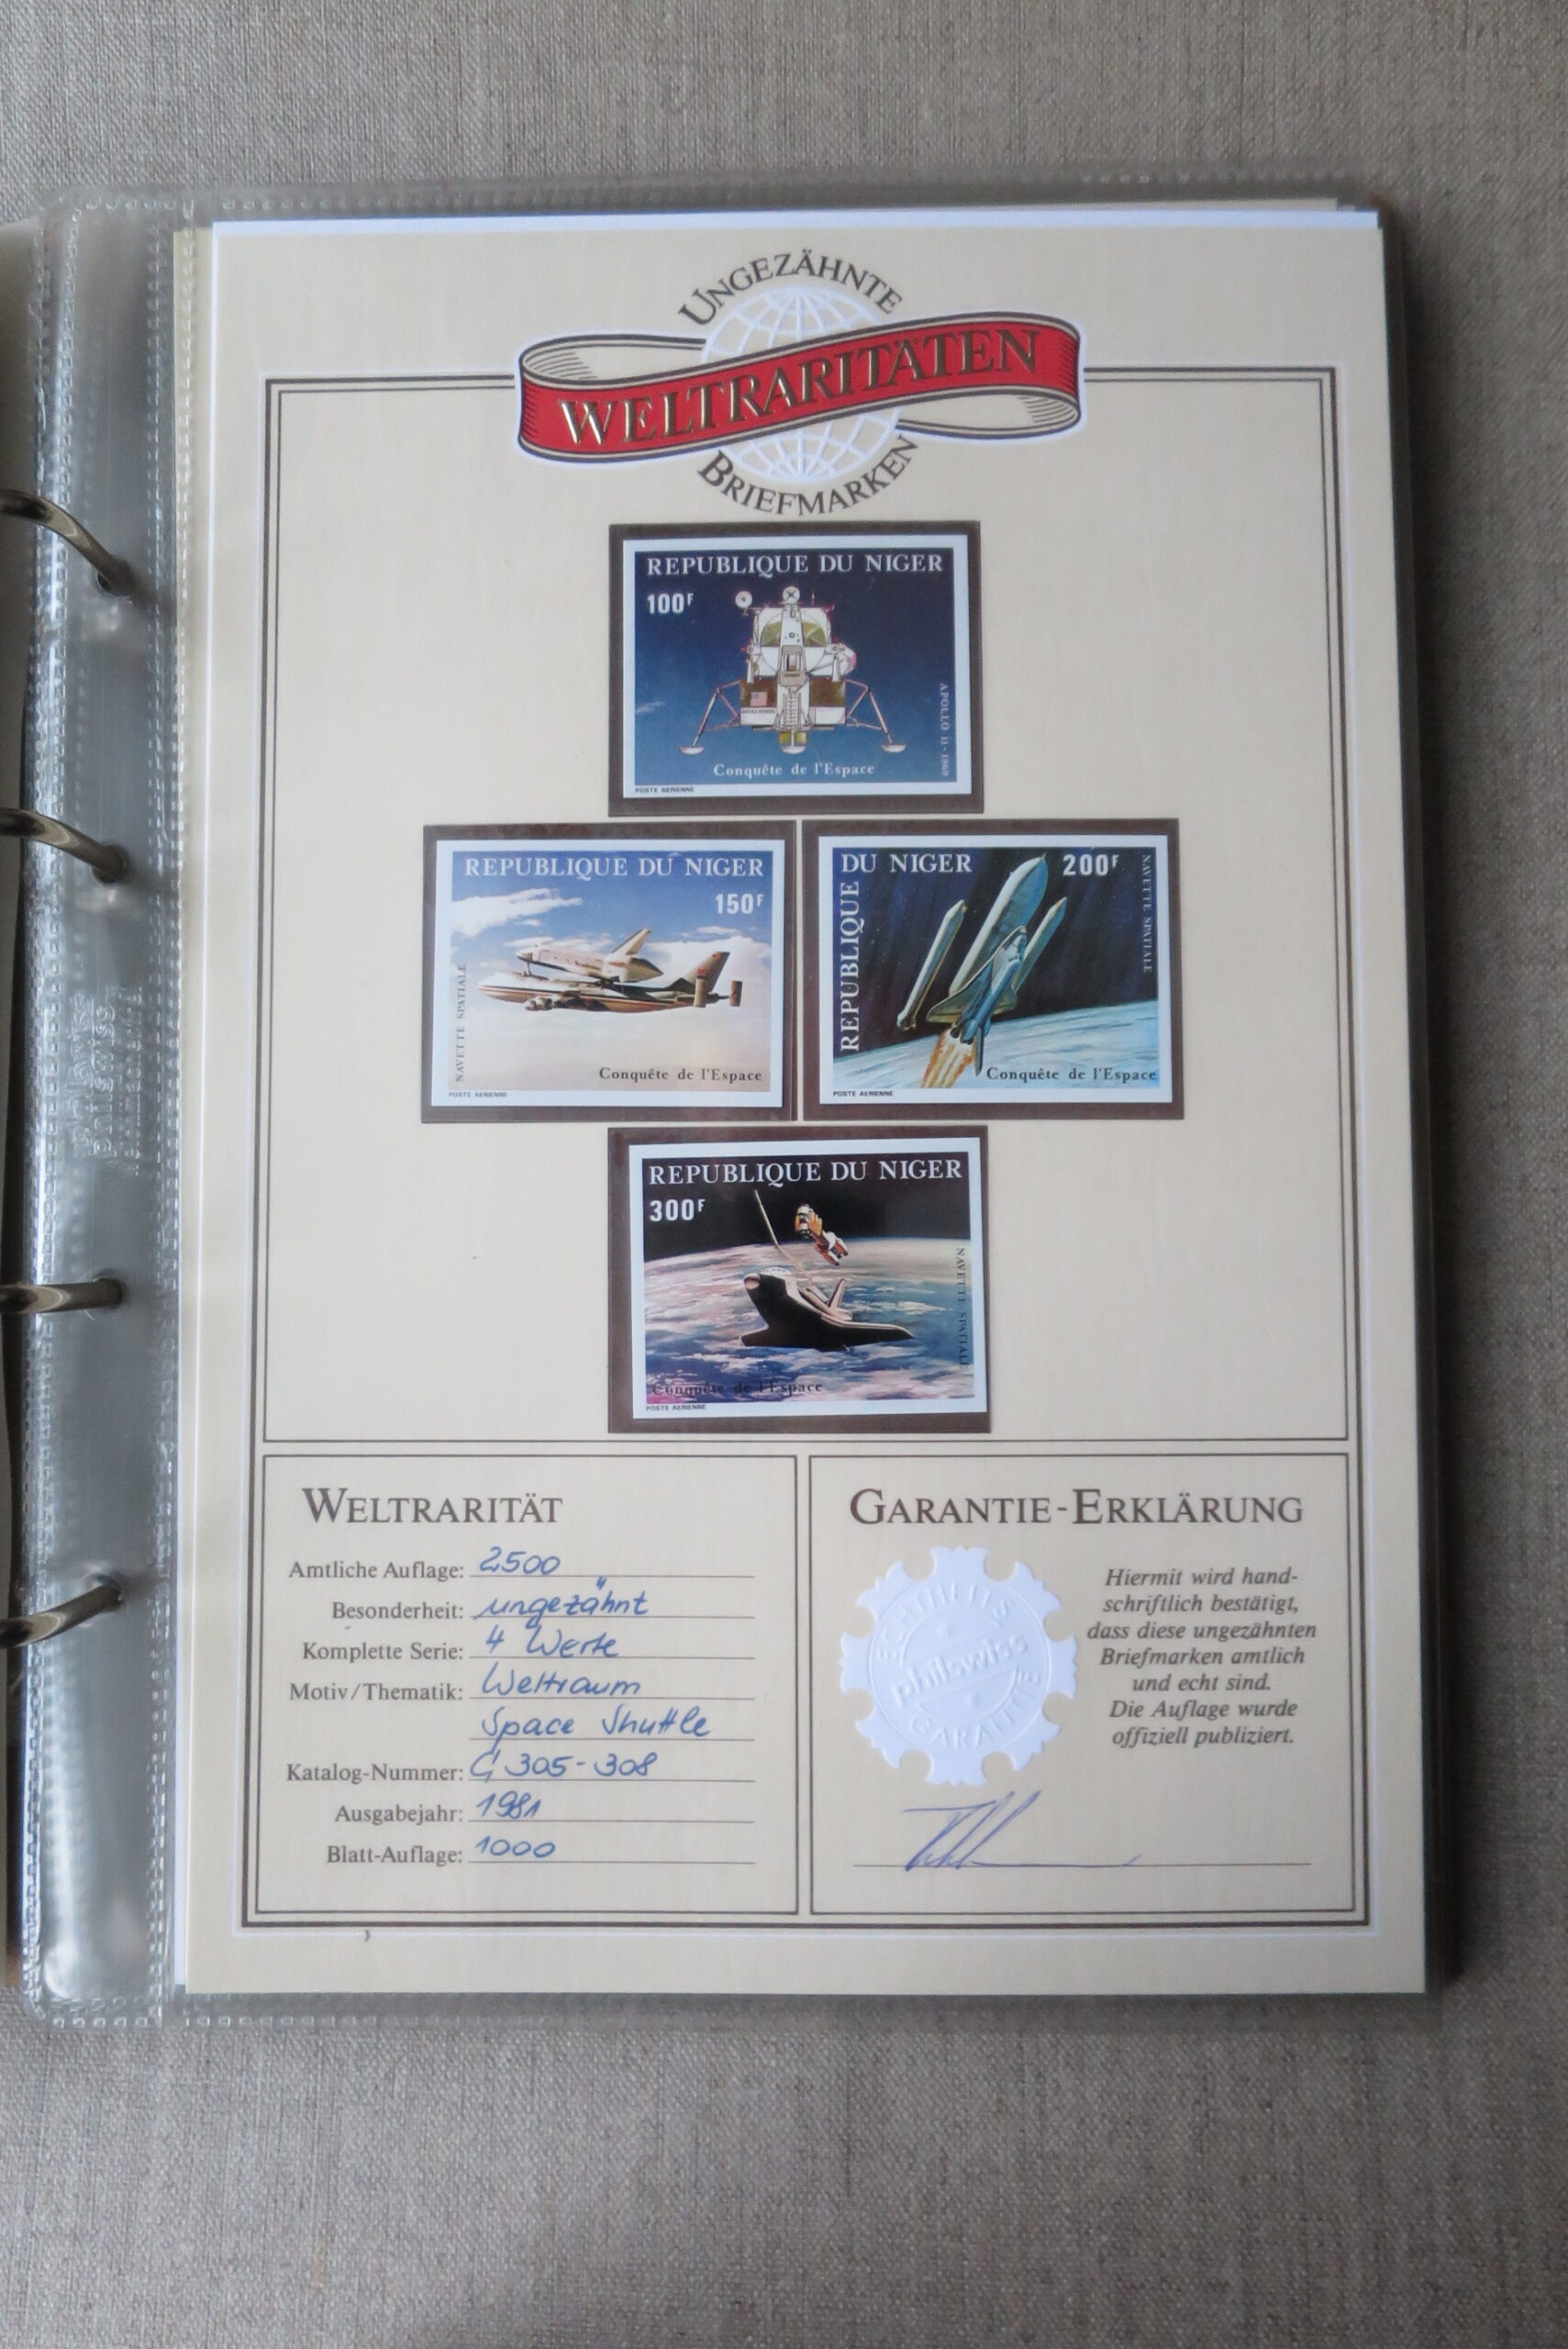 UNGEZÄHNTE
WELTRARITÄTEN
BRIEFMARKEN
REPUBLIQUE DU NIGER
100F
APOLLO 11-1969
Conquête de l'Espace
POSTE AERIENNE
REPUBLIQUE DU NIGER
150F
NAVETTE SPATIALE
Conquête de l'Espace
POSTE AERIENNE
REPUBLIQUE
DU NIGER
200F
NAVETTE SPATIALE
Conquête de l'Espace
POSTE AERIENNE
REPUBLIQUE DU NIGER
300F
NAVETTE SPATIALE
Conquête de l'Espace
POSTE AERIENNE
WELTRARITÄT
Amtliche Auflage: 2500
Besonderheit: ungezähnt
Komplette Serie: 4 Werte
Motiv/Thematik: Weltraum
Space Shuttle
Katalog-Nummer: C 305-308
Ausgabejahr: 1981
Blatt-Auflage: 1000
GARANTIE-ERKLÄRUNG
ECHTHEITS
philswiss
GARANTIE
Hiermit wird hand-
schriftlich bestätigt,
dass diese ungezähnten
Briefmarken amtlich
und echt sind.
Die Auflage wurde
offiziell publiziert.
philswiss